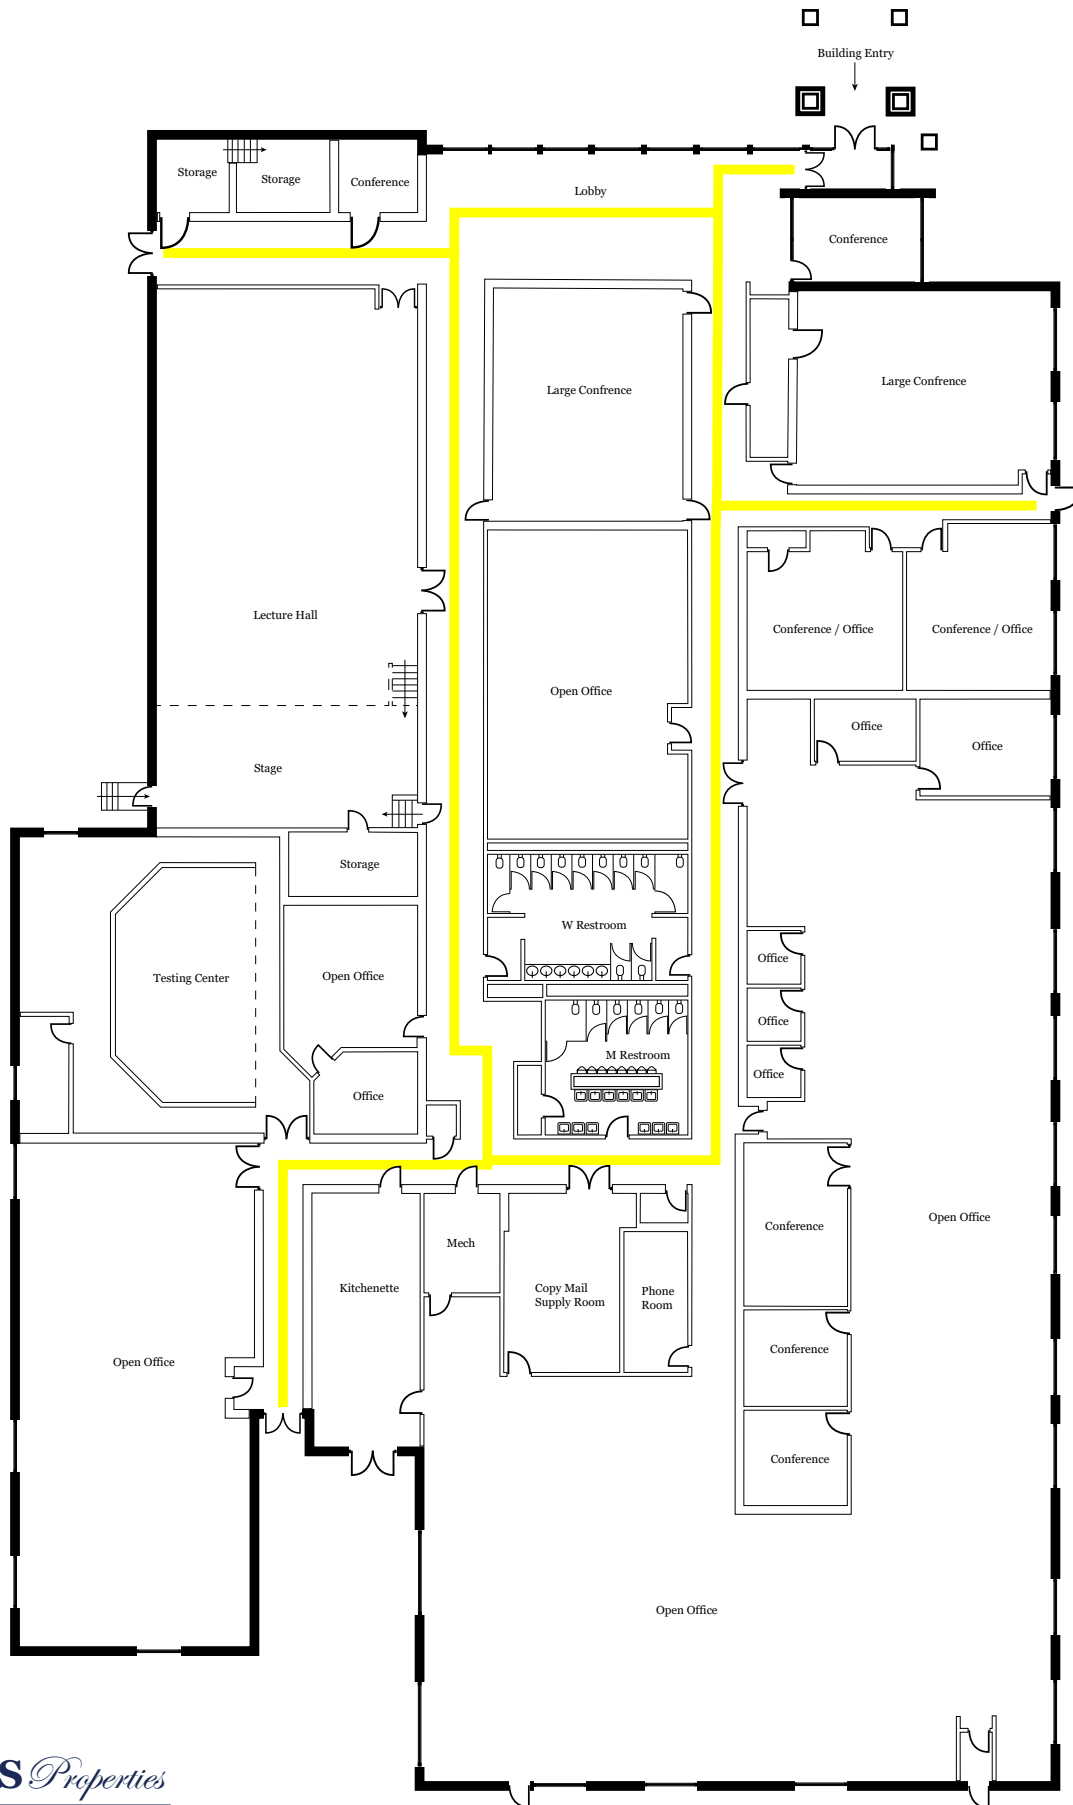 Building Entry
Storage
Storage
Conference
Lobby
Conference
Large Confrence
Large Confrence
Lecture Hall
Conference / Office
Conference / Office
Open Office
Office
Office
Stage
Storage
W Restroom
Testing Center
Open Office
Office
Office
M Restroom
Office
Office
Conference
Open Office
Mech
Kitchenette
Copy Mail
Supply Room
Phone
Room
Open Office
Conference
Conference
Open Office
S Properties